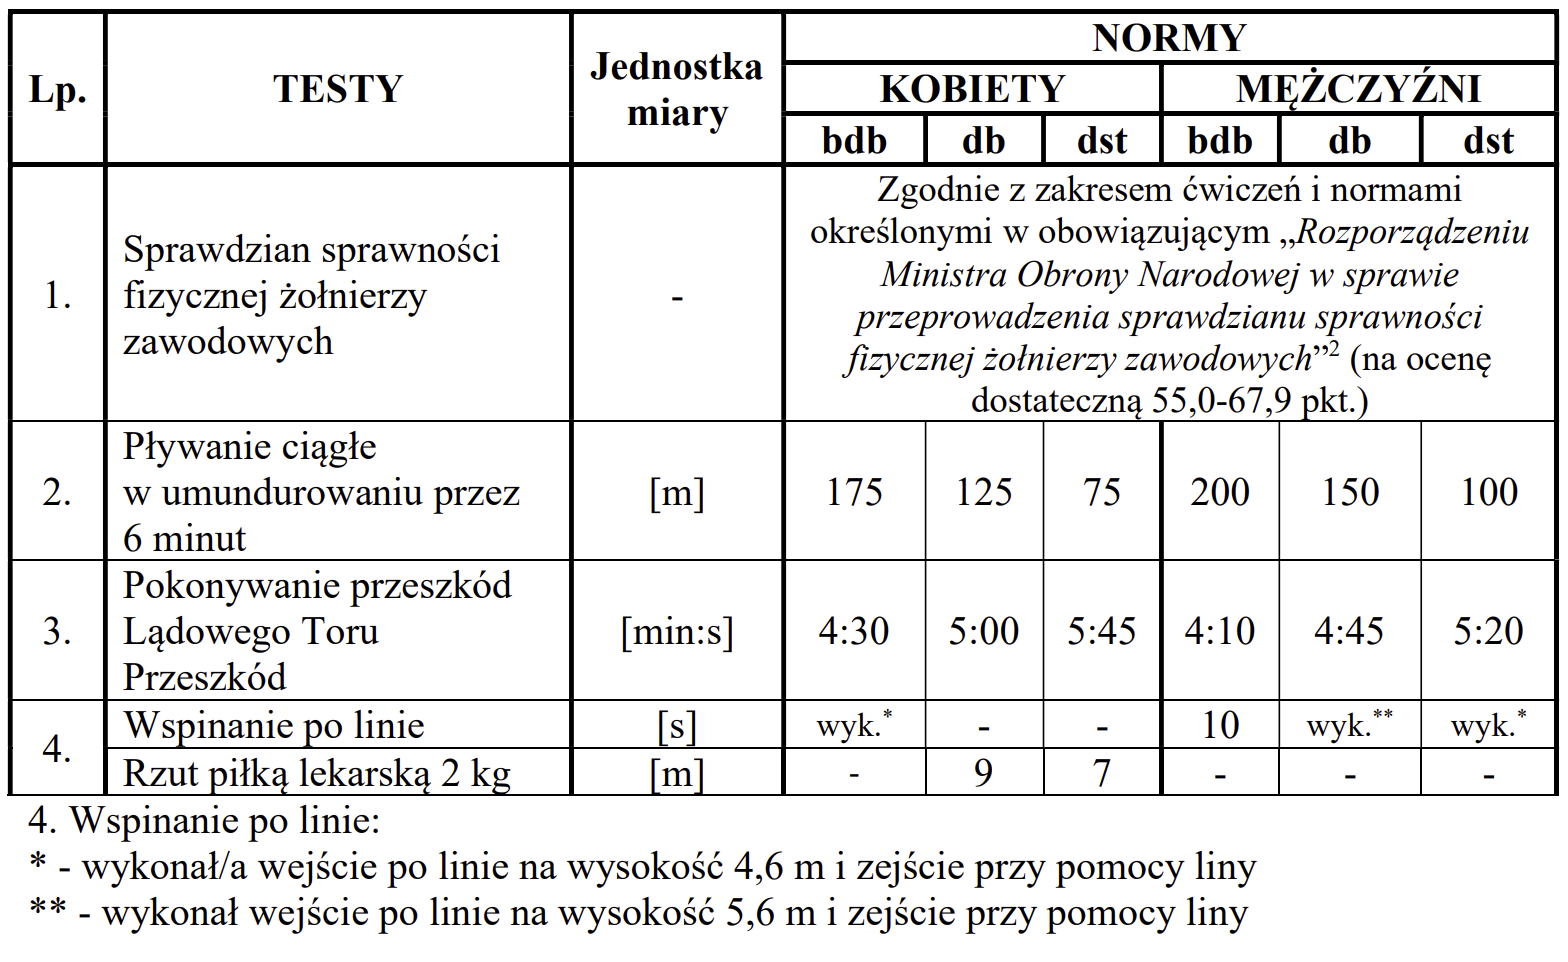 Lp. TESTY Jednostka miary NORMY
KOBIETY MĘŻCZYŹNI
bdb db dst bdb db dst
1. Sprawdzian sprawności fizycznej żołnierzy zawodowych -
Zgodnie z zakresem ćwiczeń i normami
określonymi w obowiązującym „Rozporządzeniu
Ministra Obrony Narodowej w sprawie
przeprowadzenia sprawdzianu sprawności
fizycznej żołnierzy zawodowych”2 (na ocenę
dostateczną 55,0-67,9 pkt.)
2. Pływanie ciągłe
w umundurowaniu przez
6 minut
[m] 175 125 75 200 150 100
3. Pokonywanie przeszkód
Lądowego Toru
Przeszkód
[min:s] 4:30 5:00 5:45 4:10 4:45 5:20
4. Wspinanie po linie [s] wyk.* - - 10 wyk.** wyk.*
Rzut piłką lekarską 2 kg [m] - 9 7 - - -
4. Wspinanie po linie:
* - wykonał/a wejście po linie na wysokość 4,6 m i zejście przy pomocy liny
** - wykonał wejście po linie na wysokość 5,6 m i zejście przy pomocy liny